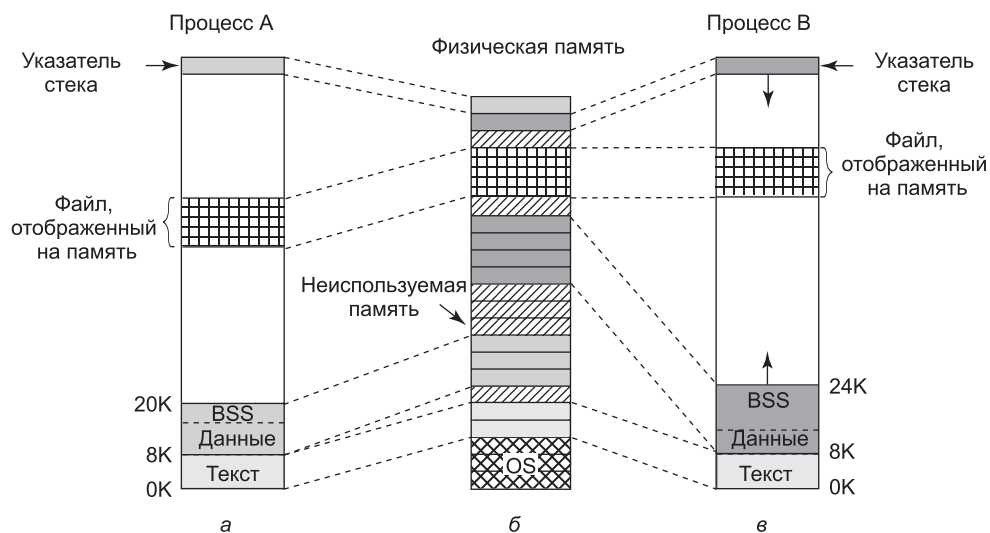 Процесс A
Физическая память
Процесс B
Указатель
стека
Указатель
стека
Файл,
отображенный
на память
Файл,
отображенный
на память
Неиспользуемая
память
20K
BSS
Данные
8K
Текст
0K
OS
24K
BSS
Данные
8K
Текст
0K
а
б
в